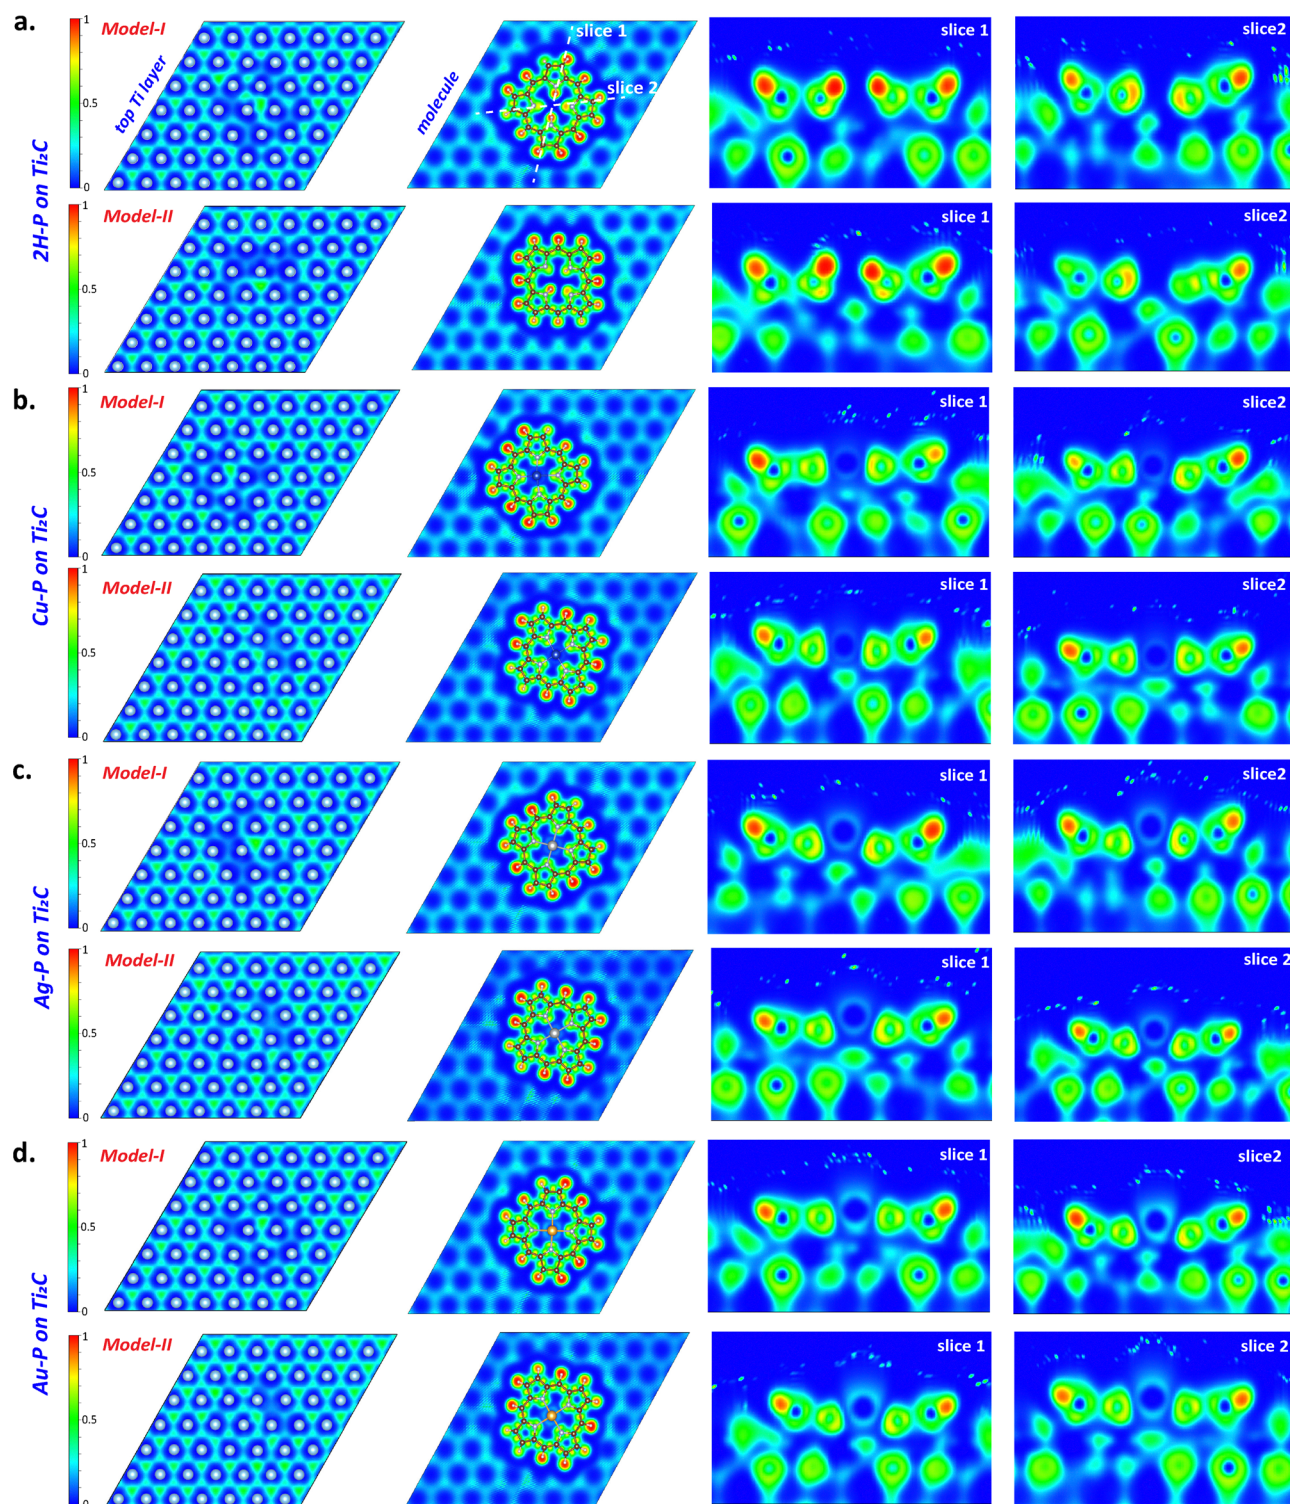 a.
2H-P on Ti₂C
1
0.5
0
Model-I
top Ti layer
molecule
slice 1
slice 2
slice 1
slice2
1
0.5
0
Model-II
slice 1
slice2
b.
Cu-P on Ti₂C
1
0.5
0
Model-I
slice 1
slice2
1
0.5
0
Model-II
slice 1
slice2
c.
Ag-P on Ti₂C
1
0.5
0
Model-I
slice 1
slice2
1
0.5
0
Model-II
slice 1
slice 2
d.
Au-P on Ti₂C
1
0.5
0
Model-I
slice 1
slice2
1
0.5
0
Model-II
slice 1
slice 2